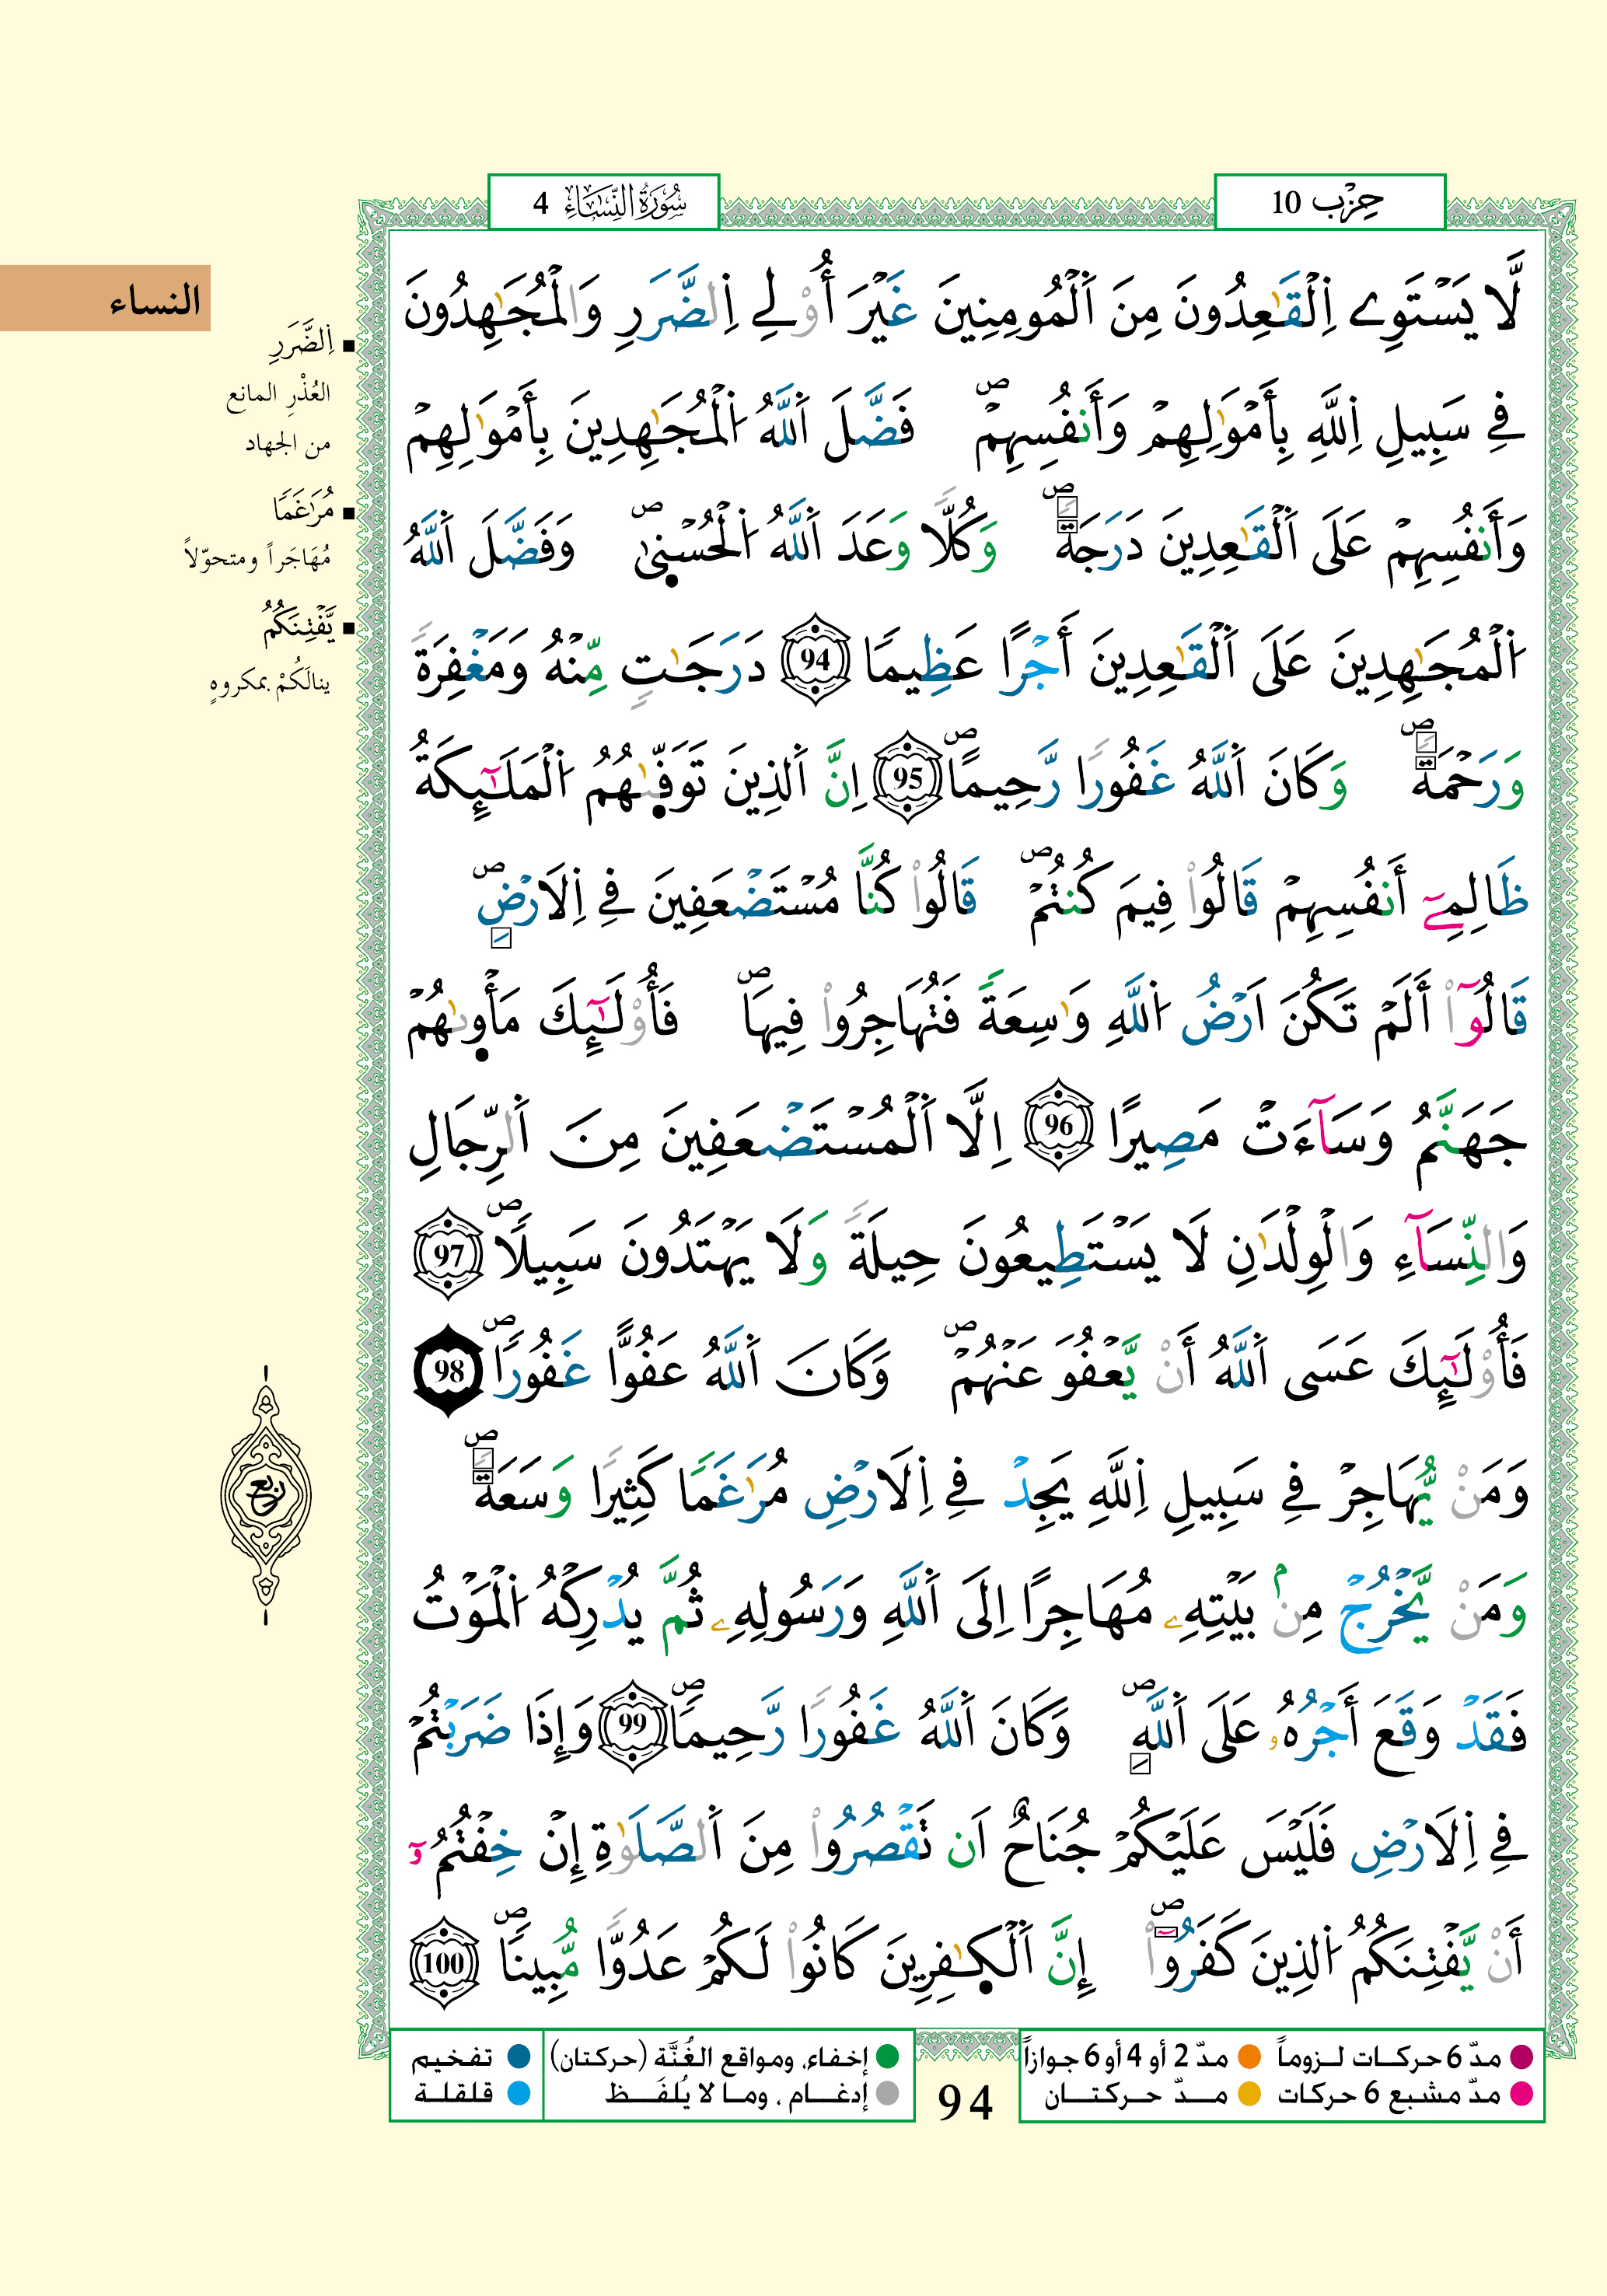 حِزْب 10
سُورَةُ النِّسَاءِ 4
لَّا يَسْتَوِے اِ۬لْقَٰعِدُونَ مِنَ اَ۬لْمُومِنِينَ غَيْرَ أُوْلِے اِ۬لضَّرَرِ وَالْمُجَٰهِدُونَ
فِے سَبِيلِ اِ۬للَّهِ بِأَمْوَٰلِهِمْ وَأَنفُسِهِمْۖ فَضَّلَ اَ۬للَّهُ اُ۬لْمُجَٰهِدِينَ بِأَمْوَٰلِهِمْ
وَأَنفُسِهِمْ عَلَى اَ۬لْقَٰعِدِينَ دَرَجَةٗۖ وَكُلّٗا وَعَدَ اَ۬للَّهُ اُ۬لْحُسْن۪يٰۖ وَفَضَّلَ اَ۬للَّهُ
اُ۬لْمُجَٰهِدِينَ عَلَى اَ۬لْقَٰعِدِينَ أَجْرًا عَظِيمٗا 94 دَرَجَٰتٖ مِّنْهُ وَمَغْفِرَةٗ
وَرَحْمَةٗۖ وَكَانَ اَ۬للَّهُ غَفُورٗا رَّحِيمًاۖ 95 اِنَّ اَ۬لذِينَ تَوَفّ۪يٰهُمُ اُ۬لْمَلَٰٓئِكَةُ
ظَالِمِےٓ أَنفُسِهِمْ قَالُواْ فِيمَ كُنتُمْۖ قَالُواْ كُنَّا مُسْتَضْعَفِينَ فِے اِ۬لَارْضِۖ
قَالُوٓاْ أَلَمْ تَكُنَ اَرْضُ اُ۬للَّهِ وَٰسِعَةٗ فَتُهَاجِرُواْ فِيهَاۖ فَأُوْلَٰٓئِكَ مَأْو۪يٰهُمْ
جَهَنَّمُ وَسَآءَتْ مَصِيرًا 96 اِلَّا اَ۬لْمُسْتَضْعَفِينَ مِنَ اَ۬لرِّجَالِ
وَالنِّسَآءِ وَالْوِلْدَٰنِ لَا يَسْتَطِيعُونَ حِيلَةٗ وَلَا يَهْتَدُونَ سَبِيلٗاۖ 97
فَأُوْلَٰٓئِكَ عَسَى اَ۬للَّهُ أَنْ يَّعْفُوَ عَنْهُمْۖ وَكَانَ اَ۬للَّهُ عَفُوًّا غَفُورٗاۖ 98
وَمَنْ يُّهَاجِرْ فِے سَبِيلِ اِ۬للَّهِ يَجِدْ فِے اِ۬لَارْضِ مُرَٰغَمٗا كَثِيرٗا وَسَعَةٗۖ
وَمَنْ يَّخْرُجْ مِنۢ بَيْتِهِۦ مُهَاجِرًا اِلَى اَ۬للَّهِ وَرَسُولِهِۦ ثُمَّ يُدْرِكْهُ اُ۬لْمَوْتُ
فَقَدْ وَقَعَ أَجْرُهُۥ عَلَى اَ۬للَّهِۖ وَكَانَ اَ۬للَّهُ غَفُورٗا رَّحِيمٗاۖ 99 وَإِذَا ضَرَبْتُمْ
فِے اِ۬لَارْضِ فَلَيْسَ عَلَيْكُمْ جُنَاحٌ اَن تَقْصُرُواْ مِنَ اَ۬لصَّلَوٰةِ إِنْ خِفْتُمُۥٓ
أَنْ يَّفْتِنَكُمُ اُ۬لذِينَ كَفَرُوٓاْۖ إِنَّ اَ۬لْكٰ۪فِرِينَ كَانُواْ لَكُمْ عَدُوّٗا مُّبِينٗاۖ 100
النساء
اِ۬لضَّرَرِ
العُذْرِ المانع
من الجهاد
مُرَٰغَمٗا
مُهَاجَراً ومتحوّلاً
يَّفْتِنَكُمُ
ينالَكُمْ بمكروهٍ
ربع
مدّ 6 حركات لزوماً
مدّ 2 أو 4 أو 6 جوازاً
إخفاء، ومواقع الغُنَّة (حركتان)
تفخيم
مدّ مشبع 6 حركات
مدّ حركتان
إدغام ، وما لا يُلفَظ
قلقلة
94